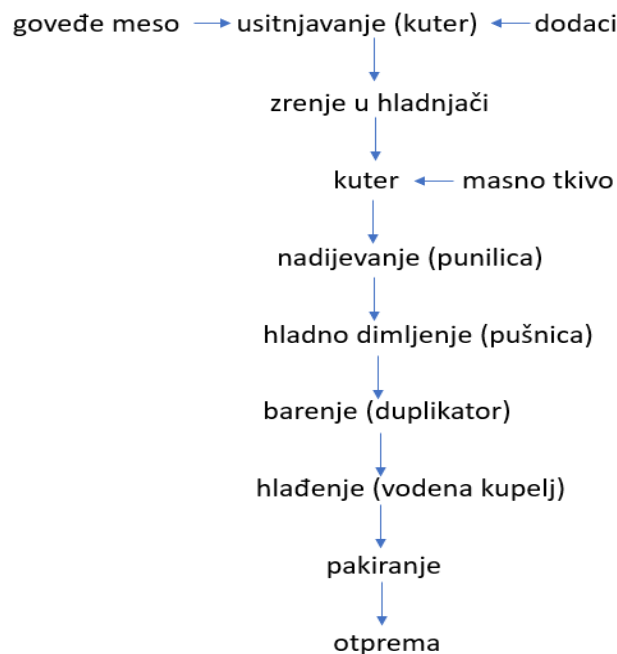 goveđe meso usitnjavanje (kuter) dodaci
zrenje u hladnjači
kuter masno tkivo
nadijevanje (punilica)
hladno dimljenje (pušnica)
barenje (duplikator)
hlađenje (vodena kupelj)
pakiranje
otprema